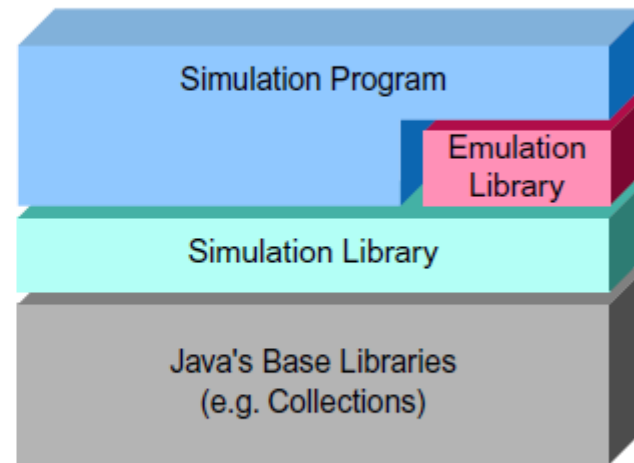 Simulation Program
Emulation
Library
Simulation Library
Java's Base Libraries
(e.g. Collections)